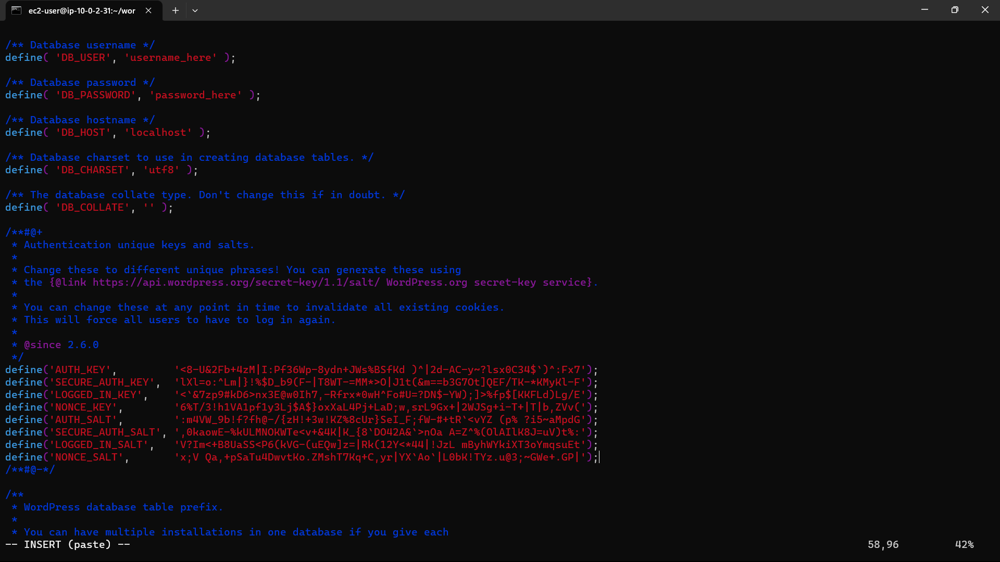 ec2-user@ip-10-0-2-31:~/wor
/** Database username */
define( 'DB_USER', 'username_here' );
/** Database password */
define( 'DB_PASSWORD', 'password_here' );
/** Database hostname */
define( 'DB_HOST', 'localhost' );
/** Database charset to use in creating database tables. */
define( 'DB_CHARSET', 'utf8' );
/** The database collate type. Don't change this if in doubt. */
define( 'DB_COLLATE', '' );
/**#@+
 * Authentication unique keys and salts.
 *
 * Change these to different unique phrases! You can generate these using
 * the {@link https://api.wordpress.org/secret-key/1.1/salt/ WordPress.org secret-key service}.
 *
 * You can change these at any point in time to invalidate all existing cookies.
 * This will force all users to have to log in again.
 *
 * @since 2.6.0
 */
define('AUTH_KEY',         '<8-U&2Fb+4zM|I:Pf36Wp-8ydn+JWs%BSfKd )^|2d-AC-y~?lsx0C34$`)^:Fx7');
define('SECURE_AUTH_KEY',  'lXl=o:^Lm|}!%$D_b9(F-|T8WT-=MM*>O|J1t(&m==b3G7Ot]QEF/TK-*KMyKl-F');
define('LOGGED_IN_KEY',    '<`&7zp9#kD6>nx3E@w0Ih7,-Rfrx*0wH^Fo#U=?DN$-YW);]>%fp$[KKFLd)Lg/E');
define('NONCE_KEY',        '6%T/3!h1VA1pf1y3Lj$A$}oxXaL4Pj+LaD;w,srL9Gx+|2WJSg+i-T+|T|b,ZVv(');
define('AUTH_SALT',        ':m4VW_9b!f?fh@-/{zH!+3w!KZ%8cUr}SeI_F;fW-#+tR`<vYZ (p% ?i5~aMpdG');
define('SECURE_AUTH_SALT', ',0kaowE-%kULMNOKWTe<v+&4K|K_{8`DO42A&`>nOa A=Z^%(OlAIlK8J=uV)t%:');
define('LOGGED_IN_SALT',   'V?Im<+B8UaSS<P6(kVG-(uEQw]z=|Rk(12Y<*44|!JzL mByhWYkiXT3oYmqsuEt');
define('NONCE_SALT',       'x;V Qa,+pSaTu4DwvtKo.ZMshT7Kq+C,yr|YX`Ao`|L0bK!TYz.u@3;~GWe+.GP|');
/**#@-*/
/**
 * WordPress database table prefix.
 *
 * You can have multiple installations in one database if you give each
-- INSERT (paste) -- 58,96 42%